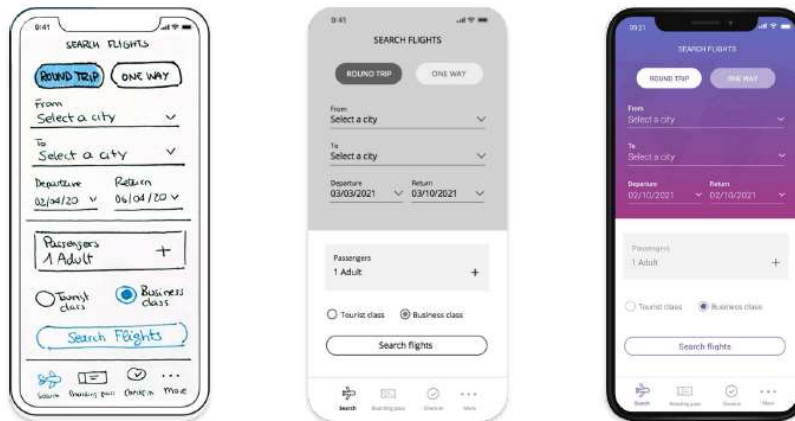 9:41
SEARCH FLIGHTS
ROUND TRIP ONE WAY
From
Select a city
To
Select a city
Departure Return
02/04/20 06/04/20
Passengers
1 Adult +
Tourist class Business class
Search Flights
Search Boarding pass Check in More
9:41
SEARCH FLIGHTS
ROUND TRIP ONE WAY
From
Select a city
To
Select a city
Departure Return
03/03/2021 03/10/2021
Passengers
1 Adult +
Tourist class Business class
Search flights
Search Boarding pass Check in More
09:21
SEARCH FLIGHTS
ROUND TRIP ONE WAY
From
Select a city
To
Select a city
Departure Return
02/10/2021 02/10/2021
Passengers
1 Adult +
Tourist class Business class
Search flights
Search Boarding pass Check in More